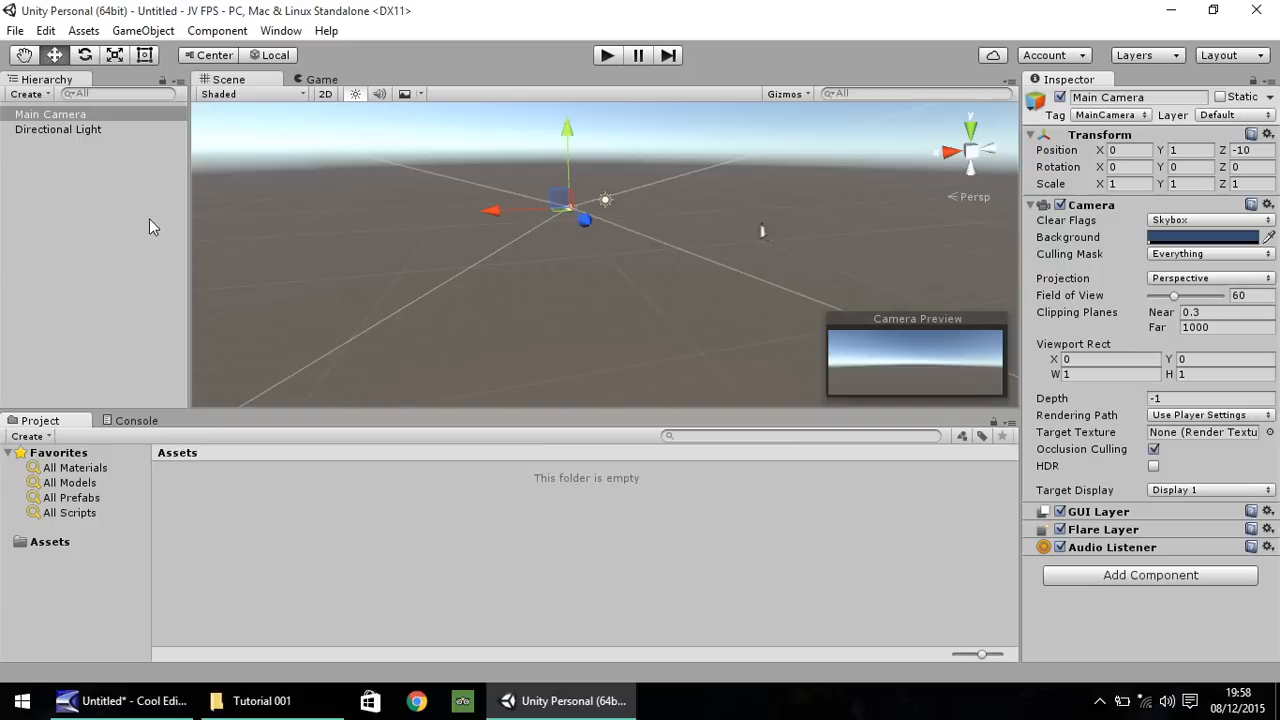 Unity Personal (64bit) - Untitled - JV FPS - PC, Mac & Linux Standalone <DX11>
File Edit Assets GameObject Component Window Help
Center Local Account Layers Layout
Hierarchy Scene Game Inspector
Create All Shaded 2D Gizmos All
Main Camera
Directional Light
Main Camera Static
Tag MainCamera Layer Default
Transform
Position X 0 Y 1 Z -10
Rotation X 0 Y 0 Z 0
Scale X 1 Y 1 Z 1
y
x
Persp
Camera
Clear Flags Skybox
Background
Culling Mask Everything
Projection Perspective
Field of View 60
Clipping Planes Near 0.3
Far 1000
Viewport Rect
X 0 Y 0
W 1 H 1
Depth -1
Rendering Path Use Player Settings
Target Texture None (Render Textu
Occlusion Culling
HDR
Target Display Display 1
GUI Layer
Flare Layer
Audio Listener
Add Component
Camera Preview
Project Console
Create
Favorites
All Materials
All Models
All Prefabs
All Scripts
Assets
Assets
This folder is empty
Untitled* - Cool Edi... Tutorial 001 Unity Personal (64b...
19:58
08/12/2015